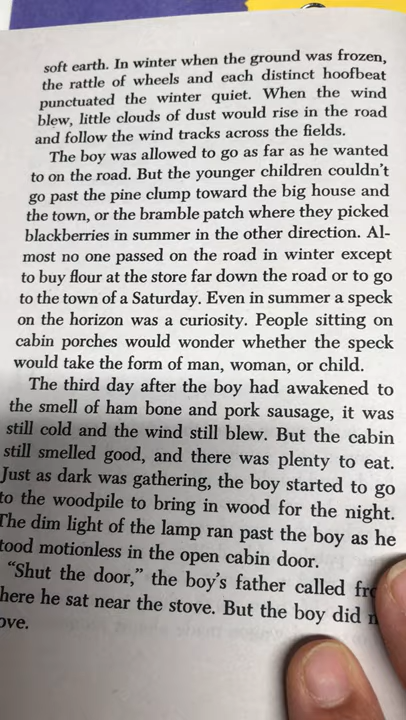 soft earth. In winter when the ground was frozen,
the rattle of wheels and each distinct hoofbeat
punctuated the winter quiet. When the wind
blew, little clouds of dust would rise in the road
and follow the wind tracks across the fields.
The boy was allowed to go as far as he wanted
to on the road. But the younger children couldn't
go past the pine clump toward the big house and
the town, or the bramble patch where they picked
blackberries in summer in the other direction. Al-
most no one passed on the road in winter except
to buy flour at the store far down the road or to go
to the town of a Saturday. Even in summer a speck
on the horizon was a curiosity. People sitting on
cabin porches would wonder whether the speck
would take the form of man, woman, or child.
The third day after the boy had awakened to
the smell of ham bone and pork sausage, it was
still cold and the wind still blew. But the cabin
still smelled good, and there was plenty to eat.
Just as dark was gathering, the boy started to go
to the woodpile to bring in wood for the night.
The dim light of the lamp ran past the boy as he
tood motionless in the open cabin door.
"Shut the door," the boy's father called fr
here he sat near the stove. But the boy did n
ove.